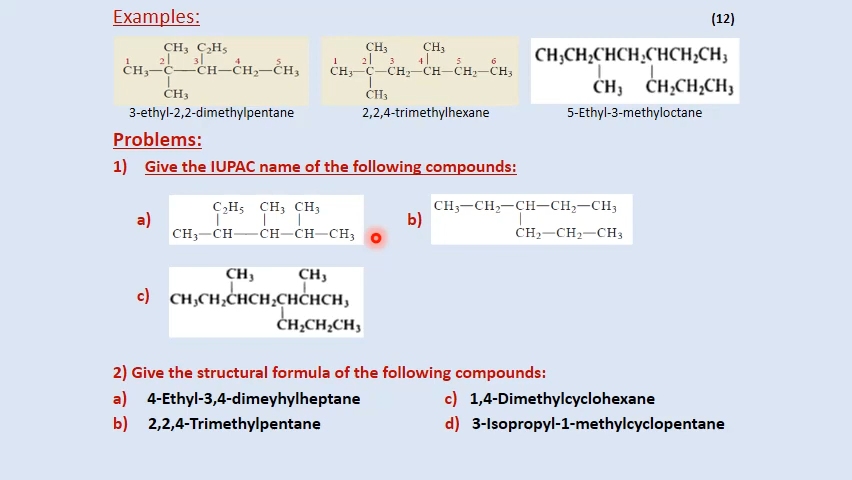 Examples:
(12)
CH3 C2H5
1 2 3 4 5
CH3—C—CH—CH2—CH3
CH3
3-ethyl-2,2-dimethylpentane
CH3 CH3
1 2 3 4 5 6
CH3—C—CH2—CH—CH2—CH3
CH3
2,2,4-trimethylhexane
CH3CH2CHCH2CHCH2CH3
CH3 CH2CH2CH3
5-Ethyl-3-methyloctane
Problems:
1) Give the IUPAC name of the following compounds:
a)
C2H5 CH3 CH3
CH3—CH—CH—CH—CH3
b)
CH3—CH2—CH—CH2—CH3
CH2—CH2—CH3
c)
CH3 CH3
CH3CH2CHCH2CHCHCH3
CH2CH2CH3
2) Give the structural formula of the following compounds:
a) 4-Ethyl-3,4-dimeyhylheptane
c) 1,4-Dimethylcyclohexane
b) 2,2,4-Trimethylpentane
d) 3-Isopropyl-1-methylcyclopentane